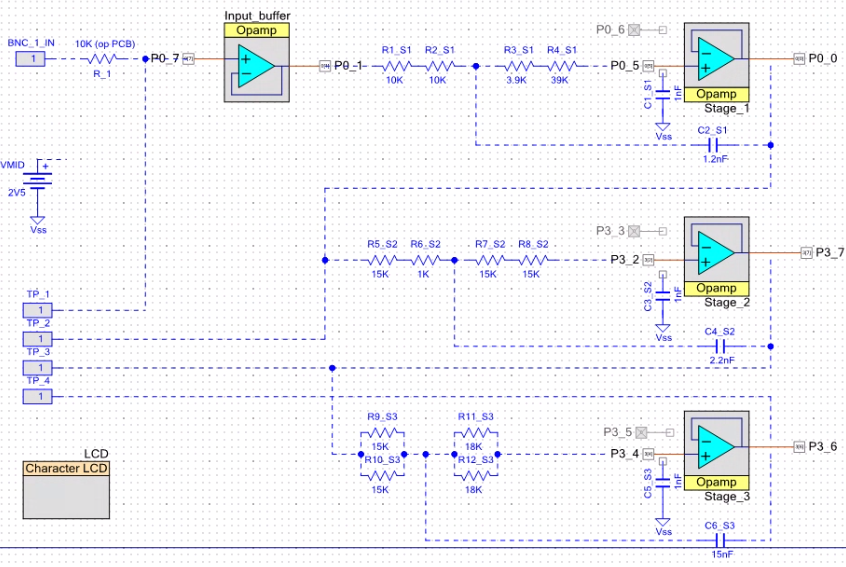 Input_buffer
Opamp
BNC_1_IN
1
10K (op PCB)
R_1
P0_7
P0_1
R1_S1
10K
R2_S1
10K
R3_S1
3.9K
R4_S1
39K
P0_6
P0_5
C1_S1
1nF
Vss
Opamp
Stage_1
P0_0
C2_S1
1.2nF
VMID
+
2V5
Vss
R5_S2
15K
R6_S2
1K
R7_S2
15K
R8_S2
15K
P3_3
P3_2
C3_S2
1nF
Vss
Opamp
Stage_2
P3_7
C4_S2
2.2nF
TP_1
1
TP_2
1
TP_3
1
TP_4
1
R9_S3
15K
R10_S3
15K
R11_S3
18K
R12_S3
18K
P3_5
P3_4
C5_S3
1nF
Vss
Opamp
Stage_3
P3_6
C6_S3
15nF
LCD
Character LCD